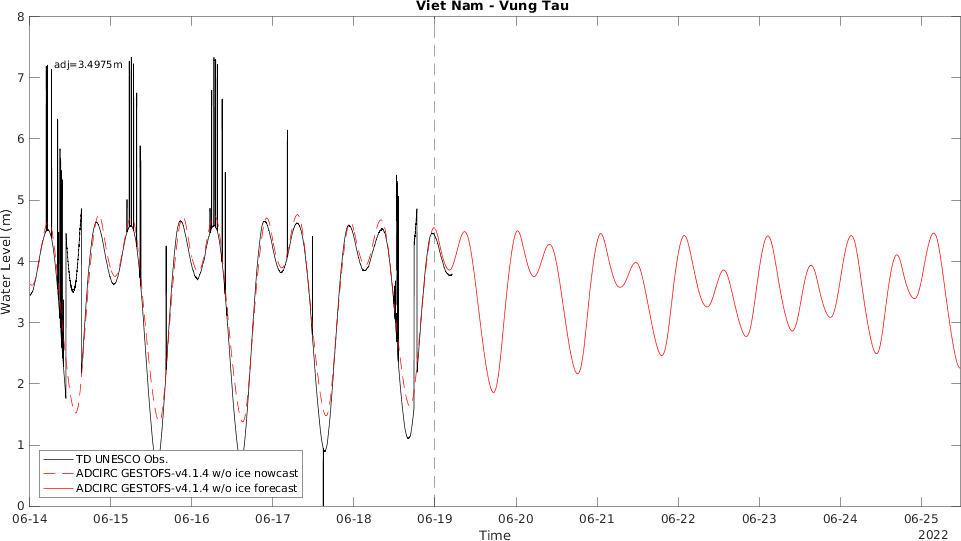 Viet Nam - Vung Tau
8
7
6
5
4
3
2
1
0
Water Level (m)
adj=3.4975m
TD UNESCO Obs.
ADCIRC GESTOFS-v4.1.4 w/o ice nowcast
ADCIRC GESTOFS-v4.1.4 w/o ice forecast
06-14 06-15 06-16 06-17 06-18 06-19 06-20 06-21 06-22 06-23 06-24 06-25
Time
2022